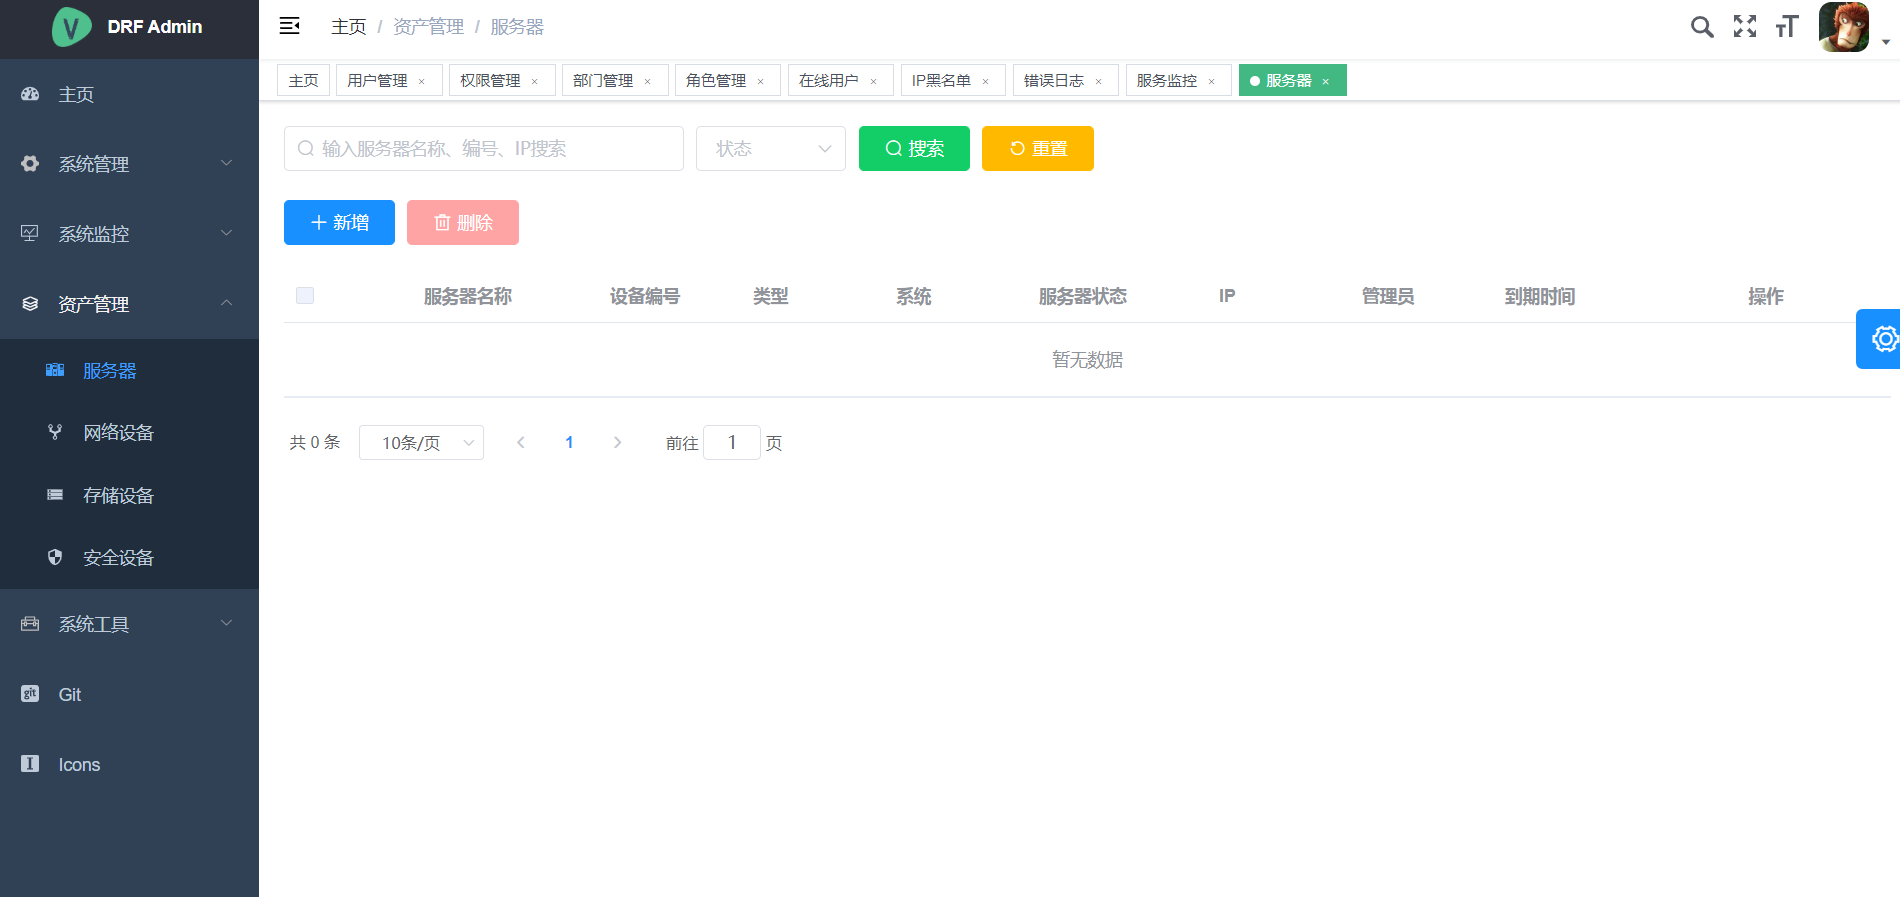 V DRF Admin
主页
系统管理
系统监控
资产管理
服务器
网络设备
存储设备
安全设备
系统工具
git Git
I Icons
主页 / 资产管理 / 服务器
主页 用户管理 × 权限管理 × 部门管理 × 角色管理 × 在线用户 × IP黑名单 × 错误日志 × 服务监控 × 服务器 ×
输入服务器名称、编号、IP搜索 状态 搜索 重置
新增 删除
服务器名称 设备编号 类型 系统 服务器状态 IP 管理员 到期时间 操作
暂无数据
共 0 条 10条/页 1 前往 1 页